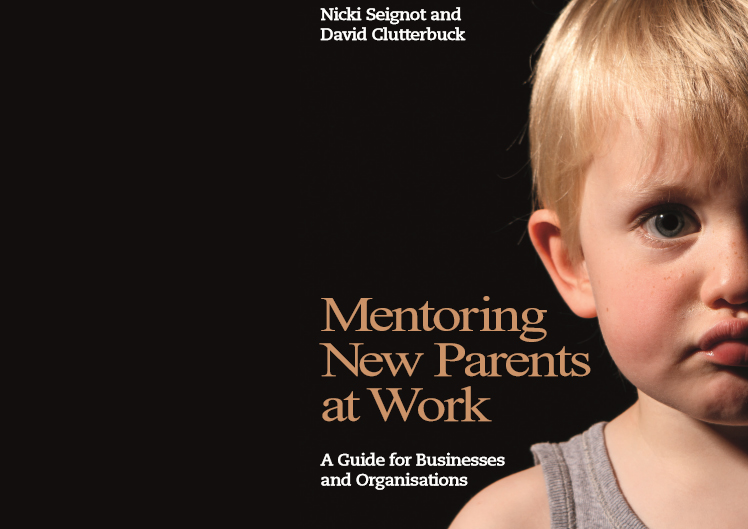 Nicki Seignot and
David Clutterbuck
Mentoring
New Parents
at Work
A Guide for Businesses
and Organisations